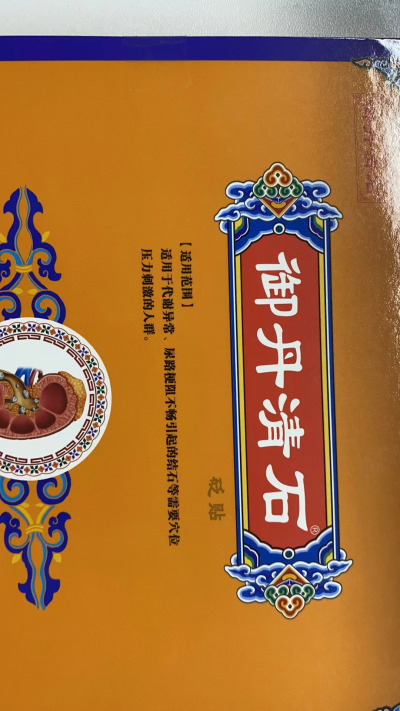 御丹清石®
砭贴
【适用范围】
适用于代谢异常、尿路梗阻不畅引起的结石等需要穴位
压力刺激的人群。